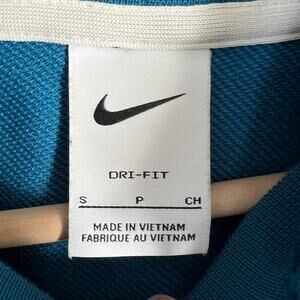 DRI-FIT
S P CH
MADE IN VIETNAM
FABRIQUE AU VIETNAM